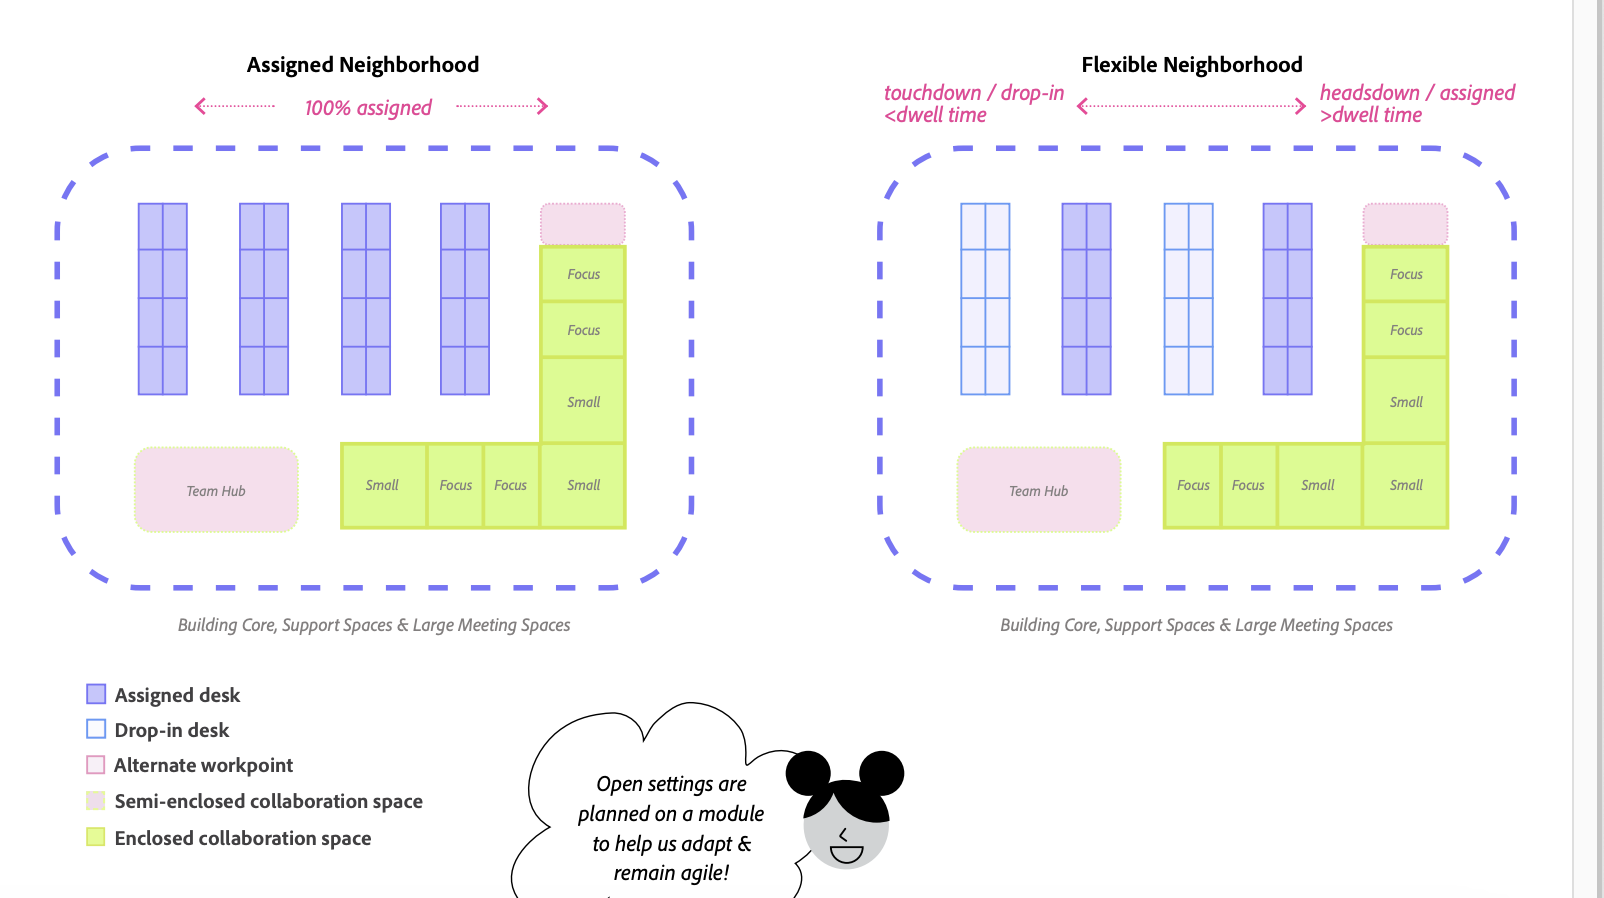 Assigned Neighborhood
100% assigned
Focus
Focus
Small
Team Hub
Small
Focus
Focus
Small
Building Core, Support Spaces & Large Meeting Spaces
Flexible Neighborhood
touchdown / drop-in
<dwell time
headsdown / assigned
>dwell time
Focus
Focus
Small
Team Hub
Focus
Focus
Small
Small
Building Core, Support Spaces & Large Meeting Spaces
Assigned desk
Drop-in desk
Alternate workpoint
Semi-enclosed collaboration space
Enclosed collaboration space
Open settings are
planned on a module
to help us adapt &
remain agile!